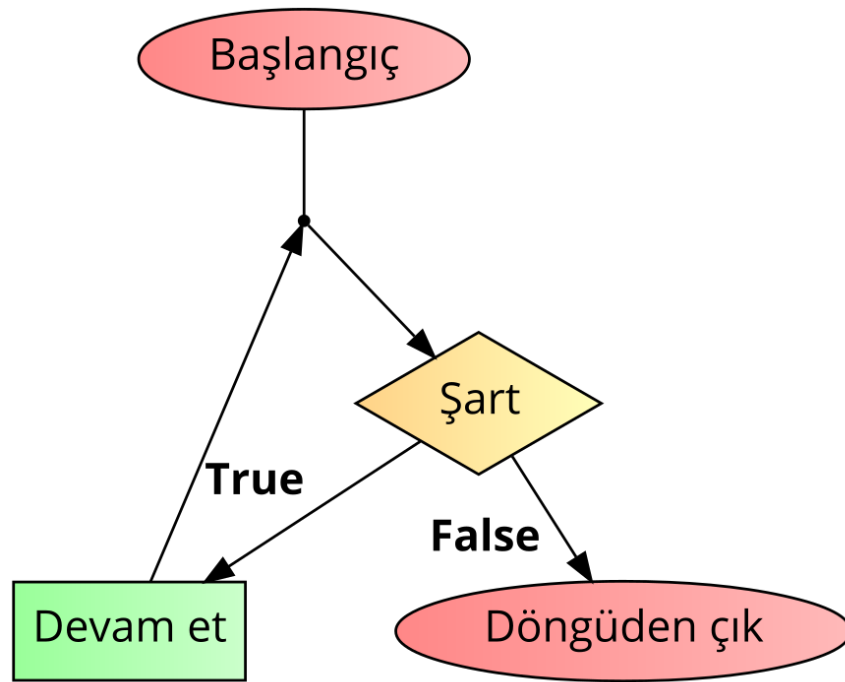 Başlangıç
Şart
True
False
Devam et
Döngüden çık